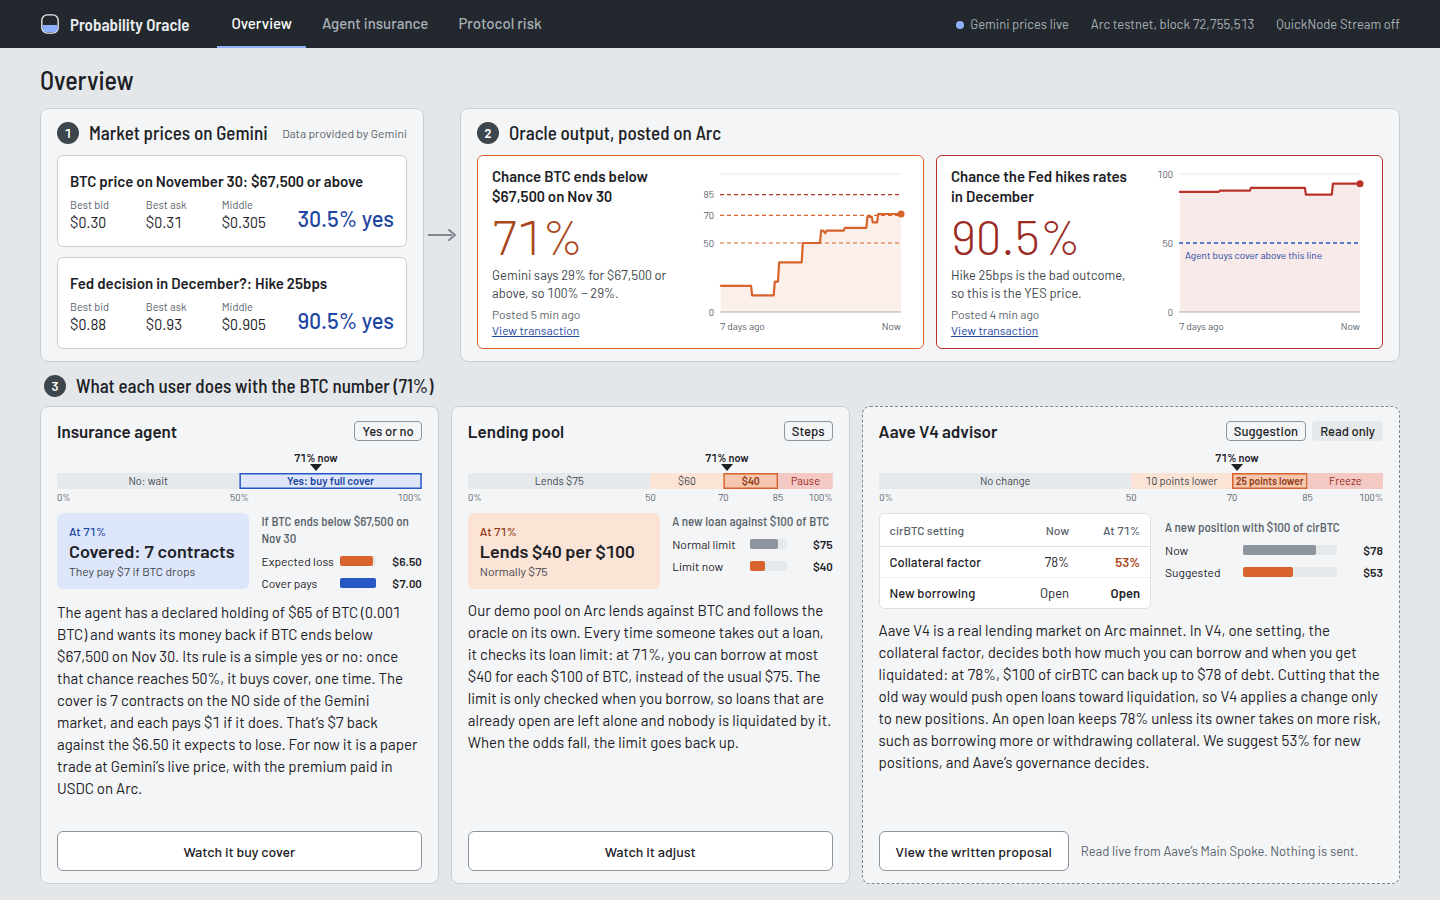 Probability Oracle
Overview
Agent insurance
Protocol risk
Gemini prices live
Arc testnet, block 72,755,513
QuickNode Stream off
Overview
1 Market prices on Gemini
Data provided by Gemini
BTC price on November 30: $67,500 or above
Best bid Best ask Middle
$0.30 $0.31 $0.305 30.5% yes
Fed decision in December?: Hike 25bps
Best bid Best ask Middle
$0.88 $0.93 $0.905 90.5% yes
2 Oracle output, posted on Arc
Chance BTC ends below
$67,500 on Nov 30
71%
Gemini says 29% for $67,500 or
above, so 100% − 29%.
Posted 5 min ago
View transaction
85
70
50
0
7 days ago Now
Chance the Fed hikes rates
in December
90.5%
Hike 25bps is the bad outcome,
so this is the YES price.
Posted 4 min ago
View transaction
100
50
Agent buys cover above this line
0
7 days ago Now
3 What each user does with the BTC number (71%)
Insurance agent
Yes or no
71% now
No: wait Yes: buy full cover
0% 50% 100%
At 71%
Covered: 7 contracts
They pay $7 if BTC drops
If BTC ends below $67,500 on
Nov 30
Expected loss $6.50
Cover pays $7.00
The agent has a declared holding of $65 of BTC (0.001
BTC) and wants its money back if BTC ends below
$67,500 on Nov 30. Its rule is a simple yes or no: once
that chance reaches 50%, it buys cover, one time. The
cover is 7 contracts on the NO side of the Gemini
market, and each pays $1 if it does. That's $7 back
against the $6.50 it expects to lose. For now it is a paper
trade at Gemini's live price, with the premium paid in
USDC on Arc.
Watch it buy cover
Lending pool
Steps
71% now
Lends $75 $60 $40 Pause
0% 50 70 85 100%
At 71%
Lends $40 per $100
Normally $75
A new loan against $100 of BTC
Normal limit $75
Limit now $40
Our demo pool on Arc lends against BTC and follows the
oracle on its own. Every time someone takes out a loan,
it checks its loan limit: at 71%, you can borrow at most
$40 for each $100 of BTC, instead of the usual $75. The
limit is only checked when you borrow, so loans that are
already open are left alone and nobody is liquidated by it.
When the odds fall, the limit goes back up.
Watch it adjust
Aave V4 advisor
Suggestion
Read only
71% now
No change 10 points lower 25 points lower Freeze
0% 50 70 85 100%
cirBTC setting Now At 71%
Collateral factor 78% 53%
New borrowing Open Open
A new position with $100 of cirBTC
Now $78
Suggested $53
Aave V4 is a real lending market on Arc mainnet. In V4, one setting, the
collateral factor, decides both how much you can borrow and when you get
liquidated: at 78%, $100 of cirBTC can back up to $78 of debt. Cutting that the
old way would push open loans toward liquidation, so V4 applies a change only
to new positions. An open loan keeps 78% unless its owner takes on more risk,
such as borrowing more or withdrawing collateral. We suggest 53% for new
positions, and Aave's governance decides.
View the written proposal
Read live from Aave's Main Spoke. Nothing is sent.